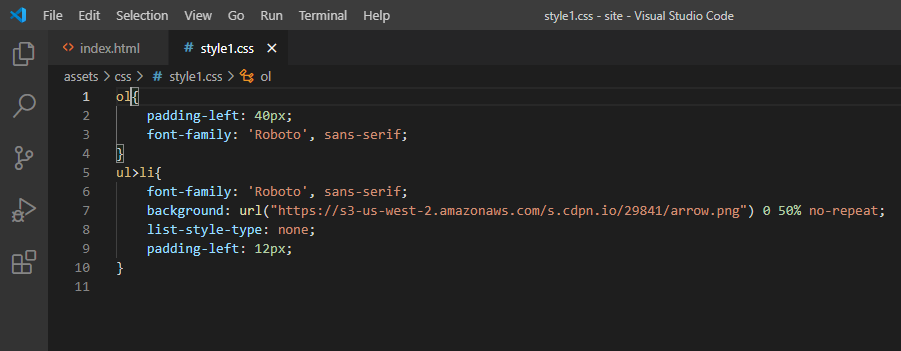 File Edit Selection View Go Run Terminal Help style1.css - site - Visual Studio Code
<> index.html # style1.css ×
assets > css > # style1.css > ol
1 ol{
2 padding-left: 40px;
3 font-family: 'Roboto', sans-serif;
4 }
5 ul>li{
6 font-family: 'Roboto', sans-serif;
7 background: url("https://s3-us-west-2.amazonaws.com/s.cdpn.io/29841/arrow.png") 0 50% no-repeat;
8 list-style-type: none;
9 padding-left: 12px;
10 }
11